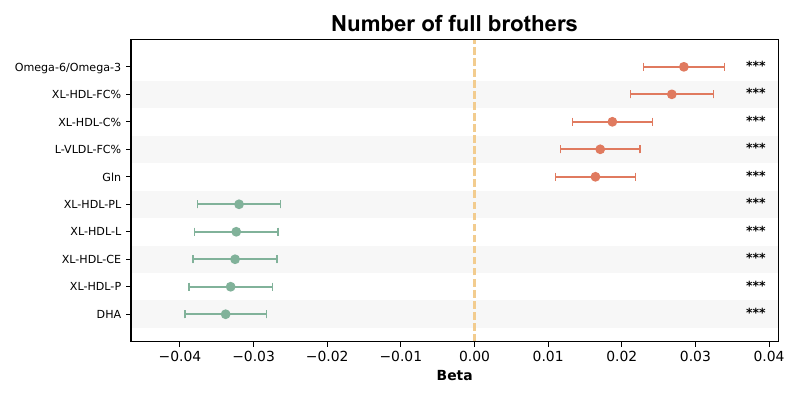 Number of full brothers
Omega-6/Omega-3 ***
XL-HDL-FC% ***
XL-HDL-C% ***
L-VLDL-FC% ***
Gln ***
XL-HDL-PL ***
XL-HDL-L ***
XL-HDL-CE ***
XL-HDL-P ***
DHA ***
−0.04 −0.03 −0.02 −0.01 0.00 0.01 0.02 0.03 0.04
Beta